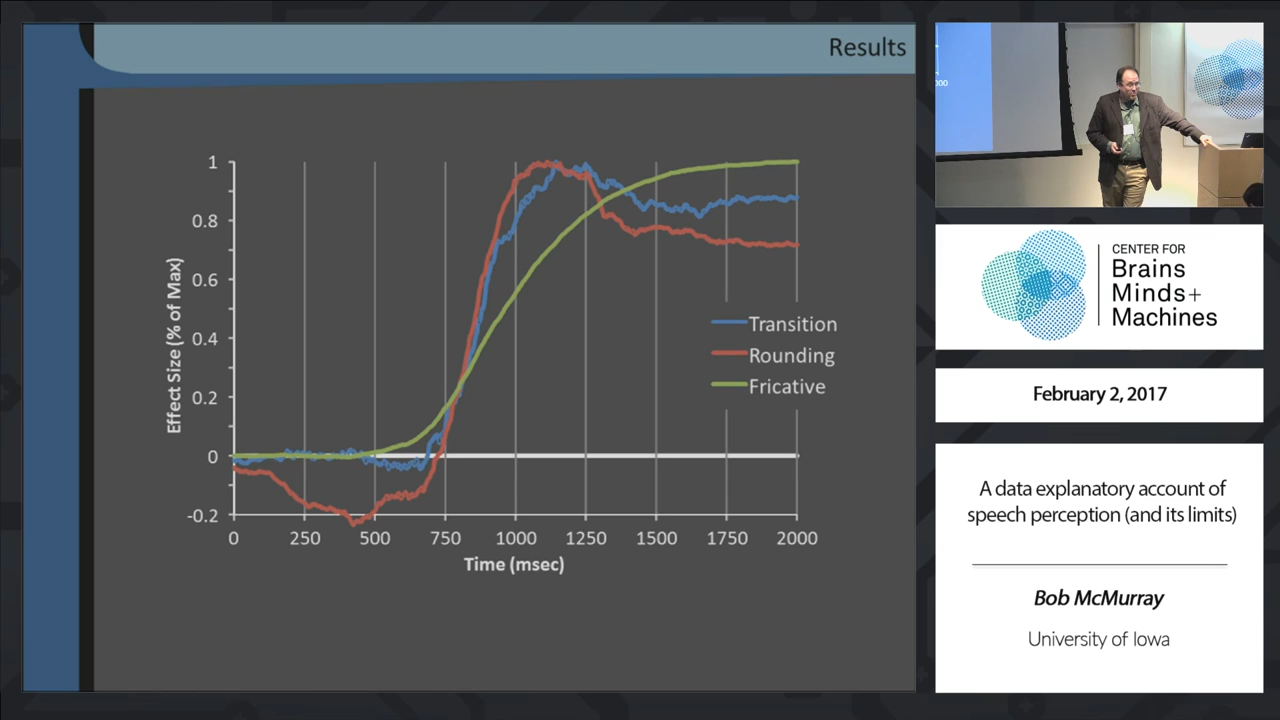 Results
1
0.8
0.6
0.4
0.2
0
-0.2
Effect Size (% of Max)
0 250 500 750 1000 1250 1500 1750 2000
Time (msec)
Transition
Rounding
Fricative
000
CENTER FOR
Brains
Minds+
Machines
February 2, 2017
A data explanatory account of
speech perception (and its limits)
Bob McMurray
University of Iowa